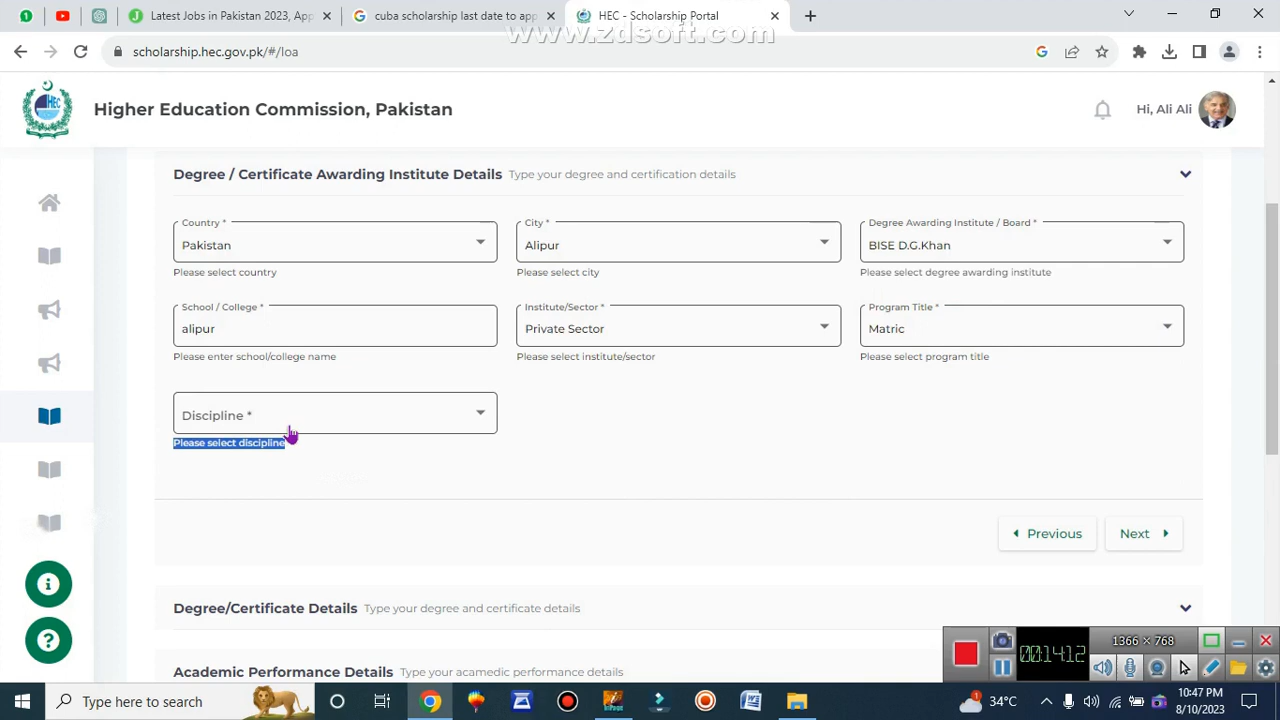 Latest Jobs in Pakistan 2023, App
cuba scholarship last date to app
HEC - Scholarship Portal
www.zdsoft.com
scholarship.hec.gov.pk/#/loa
HEC
Higher Education Commission, Pakistan
Hi, Ali Ali
Degree / Certificate Awarding Institute Details Type your degree and certification details
Country * City * Degree Awarding Institute / Board *
Pakistan Alipur BISE D.G.Khan
Please select country Please select city Please select degree awarding institute
School / College * Institute/Sector * Program Title *
alipur Private Sector Matric
Please enter school/college name Please select institute/sector Please select program title
Discipline *
Please select discipline
Previous Next
Degree/Certificate Details Type your degree and certificate details
Academic Performance Details Type your acamedic performance details
1366 × 768
00:14:12
Type here to search
34°C
10:47 PM
8/10/2023